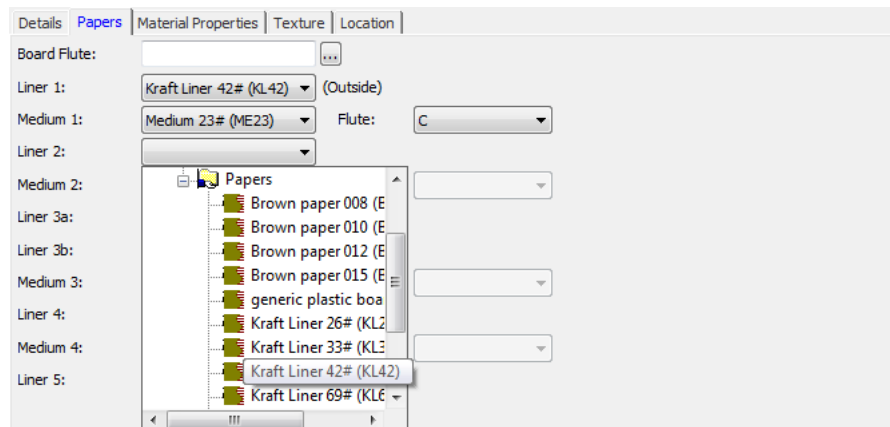 Details Papers Material Properties Texture Location
Board Flute: ...
Liner 1: Kraft Liner 42# (KL42) (Outside)
Medium 1: Medium 23# (ME23) Flute: C
Liner 2:
Papers
Medium 2:
Brown paper 008 (E
Liner 3a:
Brown paper 010 (E
Liner 3b:
Brown paper 012 (E
Brown paper 015 (E
Medium 3:
generic plastic boa
Liner 4:
Kraft Liner 26# (KL2
Medium 4:
Kraft Liner 33# (KL3
Kraft Liner 42# (KL42)
Liner 5:
Kraft Liner 69# (KL6